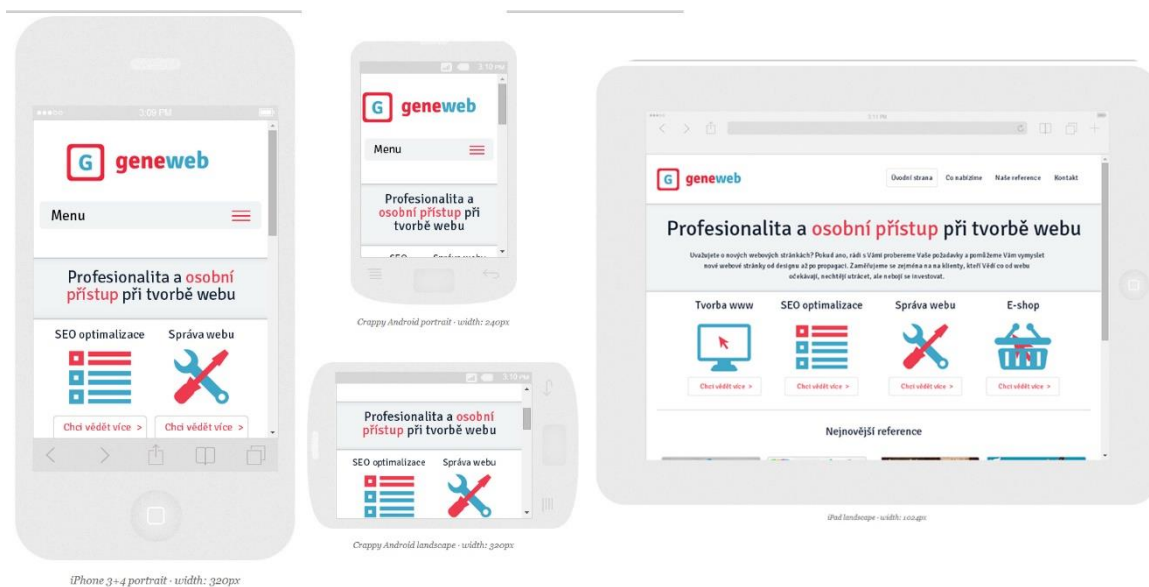 3:09 PM
G geneweb
Menu
Profesionalita a osobní
přístup při tvorbě webu
SEO optimalizace Správa webu
Chci vědět více > Chci vědět více >
iPhone 3+4 portrait · width: 320px
3:10 PM
G geneweb
Menu
Profesionalita a
osobní přístup při
tvorbě webu
SEO Správa webu
Crappy Android portrait · width: 240px
3:10 PM
Profesionalita a osobní
přístup při tvorbě webu
SEO optimalizace Správa webu
Crappy Android landscape · width: 320px
G geneweb
Úvodní strana Co nabízíme Naše reference Kontakt
Profesionalita a osobní přístup při tvorbě webu
Uvažujete o nových webových stránkách? Pokud ano, rádi s Vámi probereme Vaše požadavky a pomůžeme Vám vymyslet
nové webové stránky od designu až po propagaci. Zaměřujeme se zejména na na klienty, kteří Vědí co od webu
očekávají, nechtějí utrácet, ale nebojí se investovat.
Tvorba www SEO optimalizace Správa webu E-shop
Chci vědět více > Chci vědět více > Chci vědět více > Chci vědět více >
Nejnovější reference
iPad landscape · width: 1024px